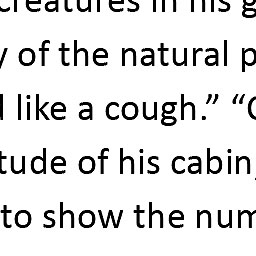 creatures in his g
y of the natural p
d like a cough.” “
tude of his cabin,
to show the num